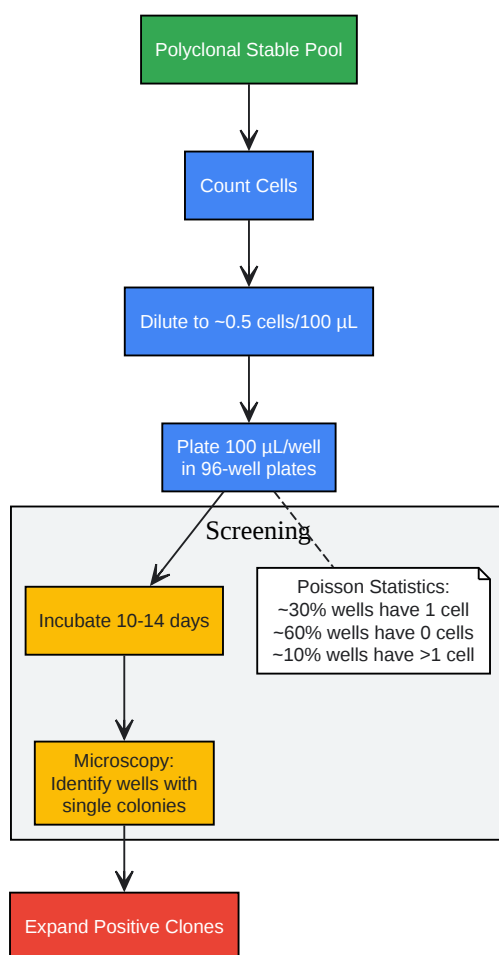 Polyclonal Stable Pool
Count Cells
Dilute to ~0.5 cells/100 µL
Plate 100 µL/well
in 96-well plates
Screening
Incubate 10-14 days
Poisson Statistics:
~30% wells have 1 cell
~60% wells have 0 cells
~10% wells have >1 cell
Microscopy:
Identify wells with
single colonies
Expand Positive Clones